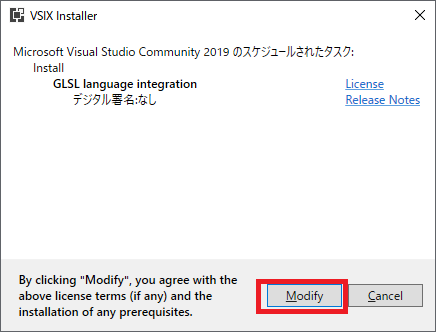 VSIX Installer
Microsoft Visual Studio Community 2019 のスケジュールされたタスク:
Install
GLSL language integration License
デジタル署名:なし Release Notes
By clicking "Modify", you agree with the
above license terms (if any) and the
installation of any prerequisites.
Modify Cancel